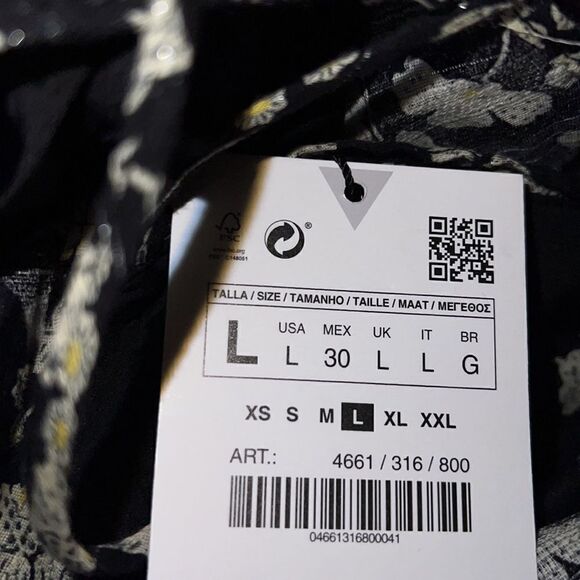 FSC
®
TALLA / SIZE / TAMANHO / TAILLE / MAAT / ΜΕΓΕΘΟΣ
L USA MEX UK IT BR
L 30 L L G
XS S M L XL XXL
ART.: 4661 / 316 / 800
04661316800041